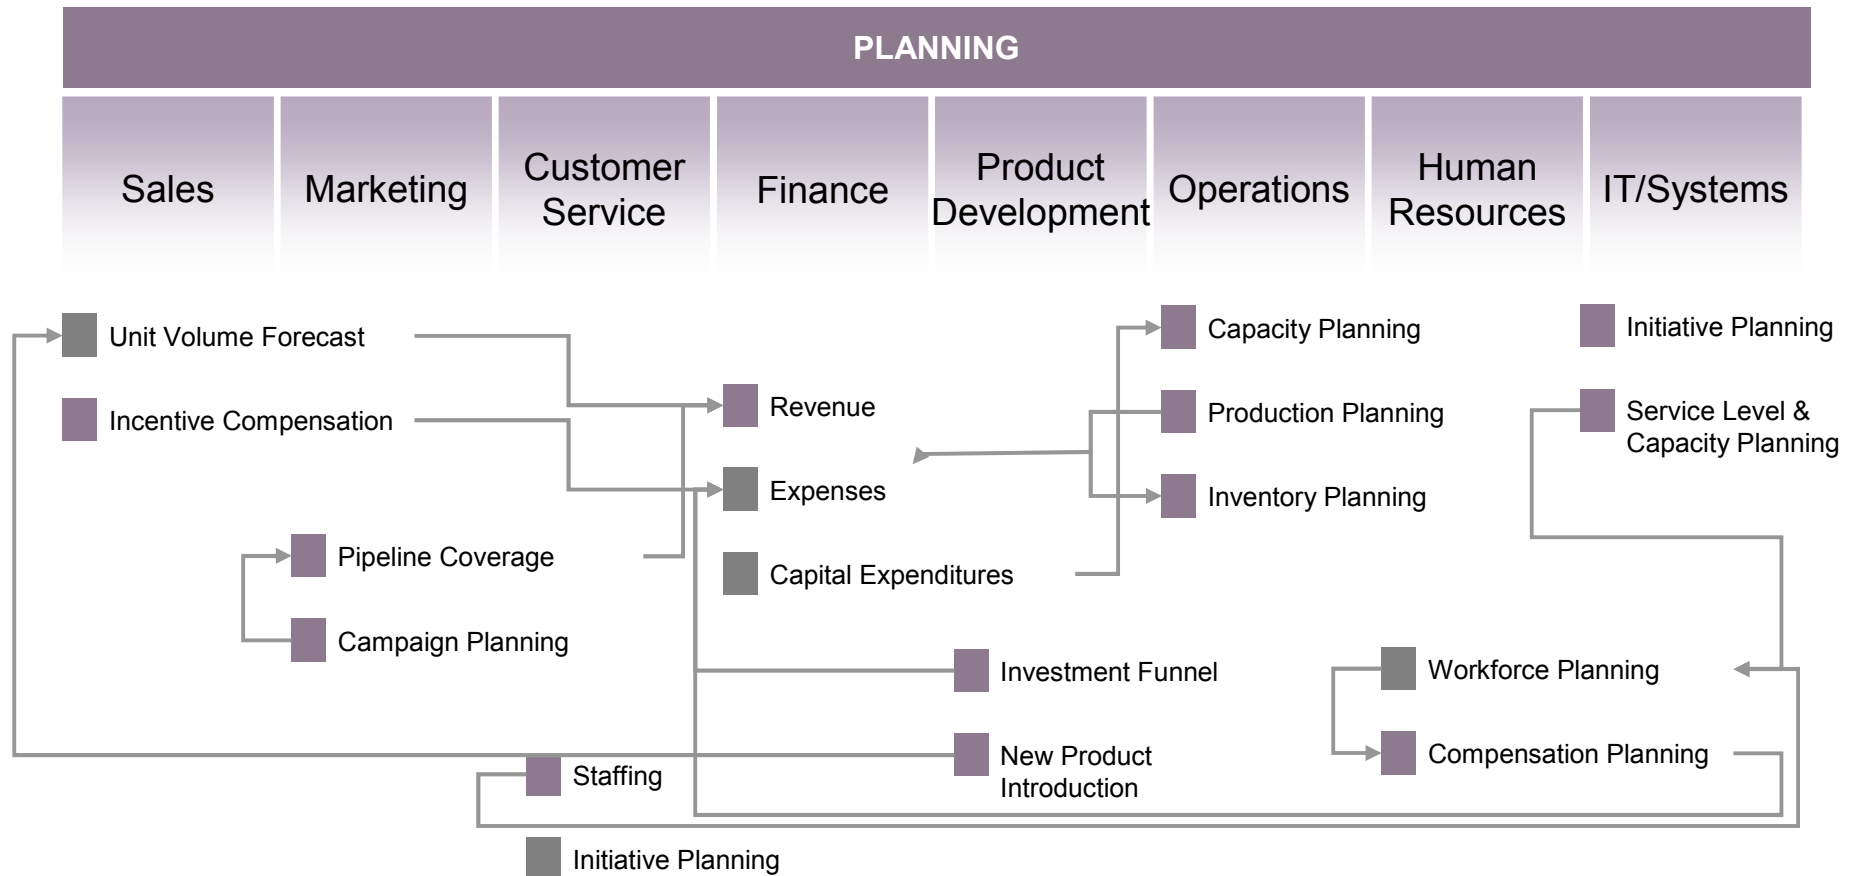 PLANNING
Sales
Marketing
Customer
Service
Finance
Product
Development
Operations
Human
Resources
IT/Systems
Unit Volume Forecast
Incentive Compensation
Pipeline Coverage
Campaign Planning
Staffing
Initiative Planning
Revenue
Expenses
Capital Expenditures
Investment Funnel
New Product
Introduction
Capacity Planning
Production Planning
Inventory Planning
Workforce Planning
Compensation Planning
Initiative Planning
Service Level &
Capacity Planning